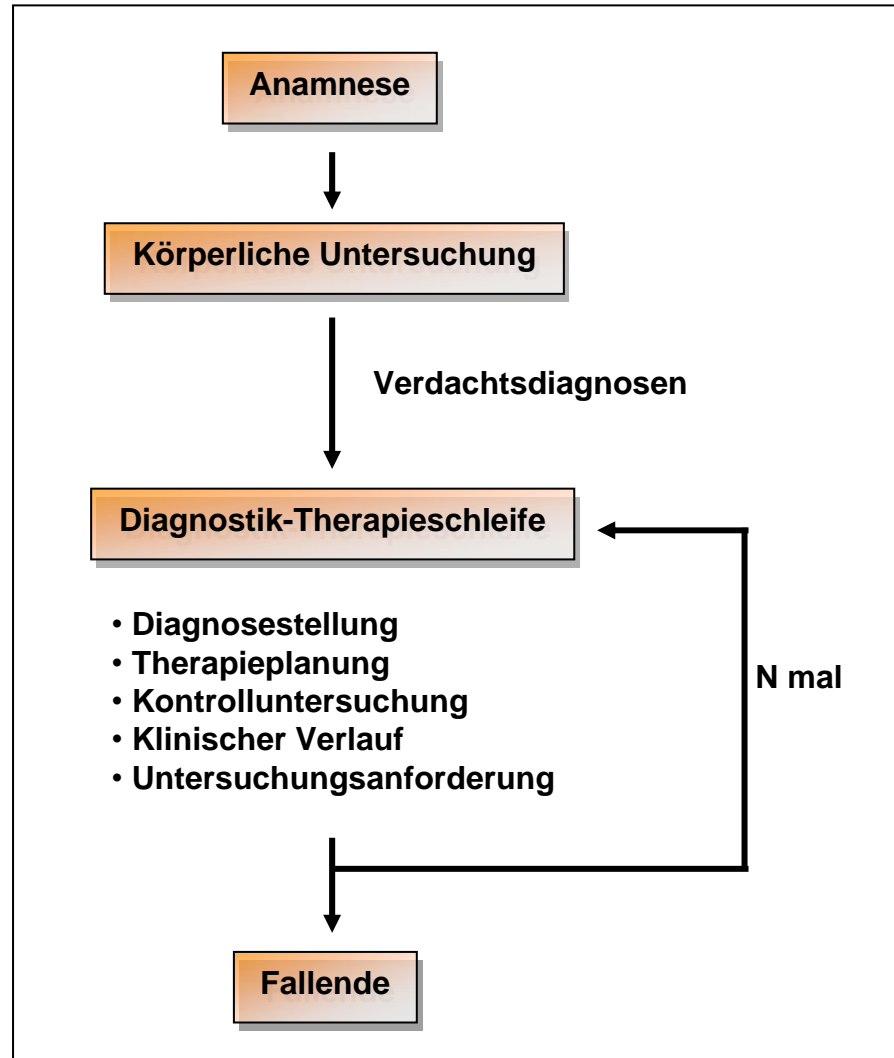 Anamnese
Körperliche Untersuchung
Verdachtsdiagnosen
Diagnostik-Therapieschleife
• Diagnosestellung
• Therapieplanung
• Kontrolluntersuchung
• Klinischer Verlauf
• Untersuchungsanforderung
N mal
Fallende